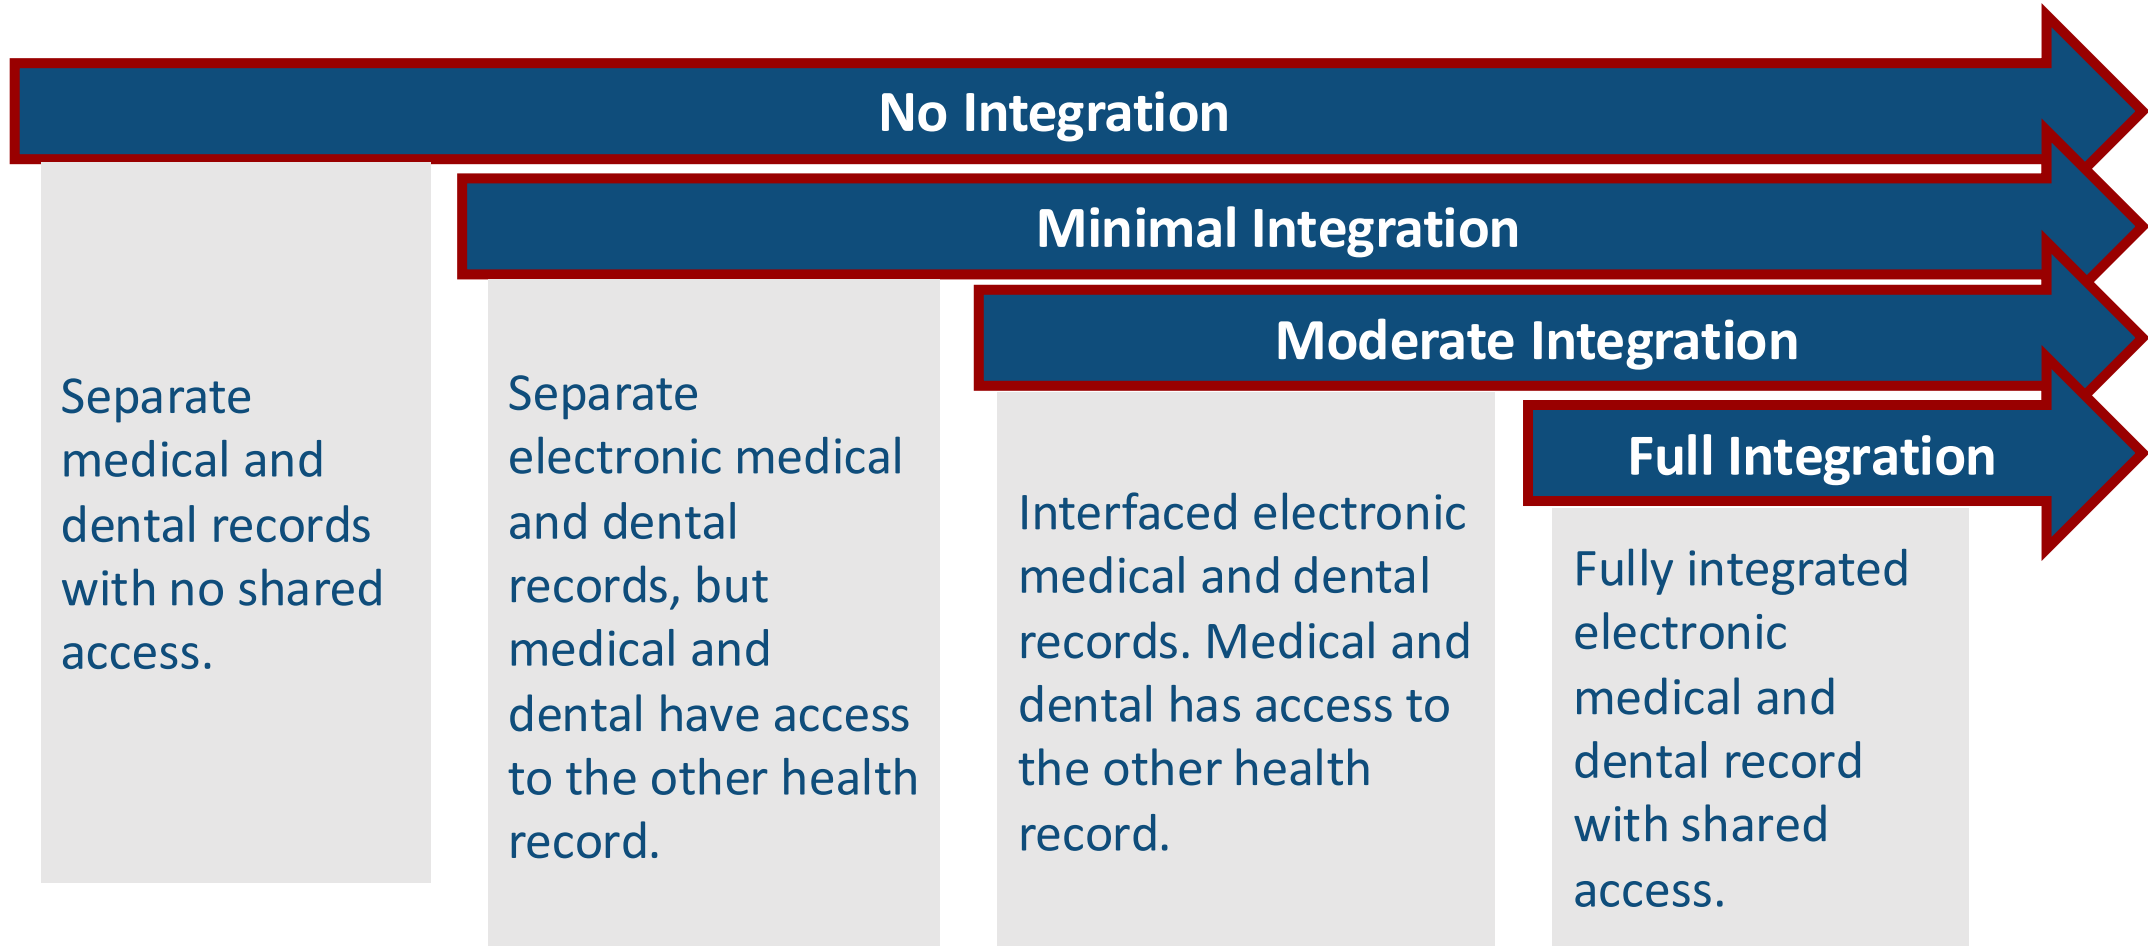 No Integration
Separate
medical and
dental records
with no shared
access.
Minimal Integration
Separate
electronic medical
and dental
records, but
medical and
dental have access
to the other health
record.
Moderate Integration
Interfaced electronic
medical and dental
records. Medical and
dental has access to
the other health
record.
Full Integration
Fully integrated
electronic
medical and
dental record
with shared
access.